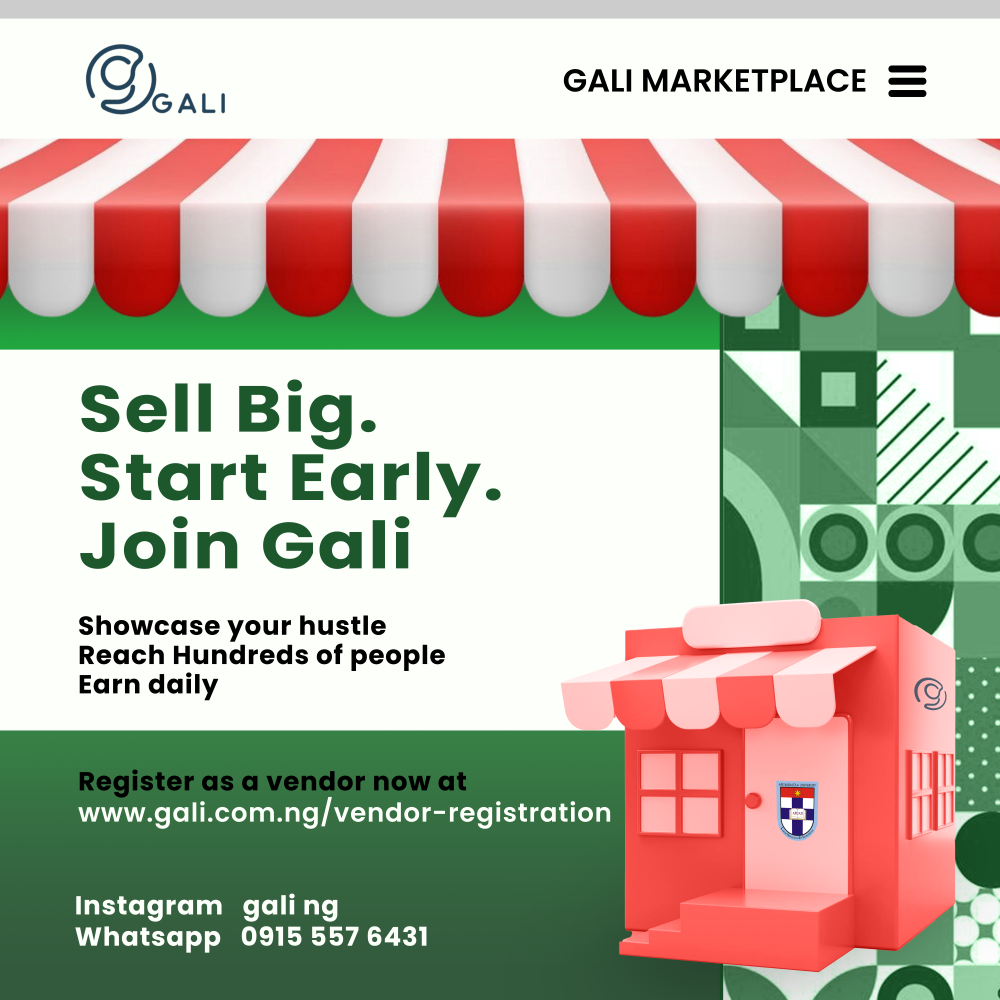 GALI
GALI MARKETPLACE
Sell Big.
Start Early.
Join Gali
Showcase your hustle
Reach Hundreds of people
Earn daily
Register as a vendor now at
www.gali.com.ng/vendor-registration
Instagram gali ng
Whatsapp 0915 557 6431